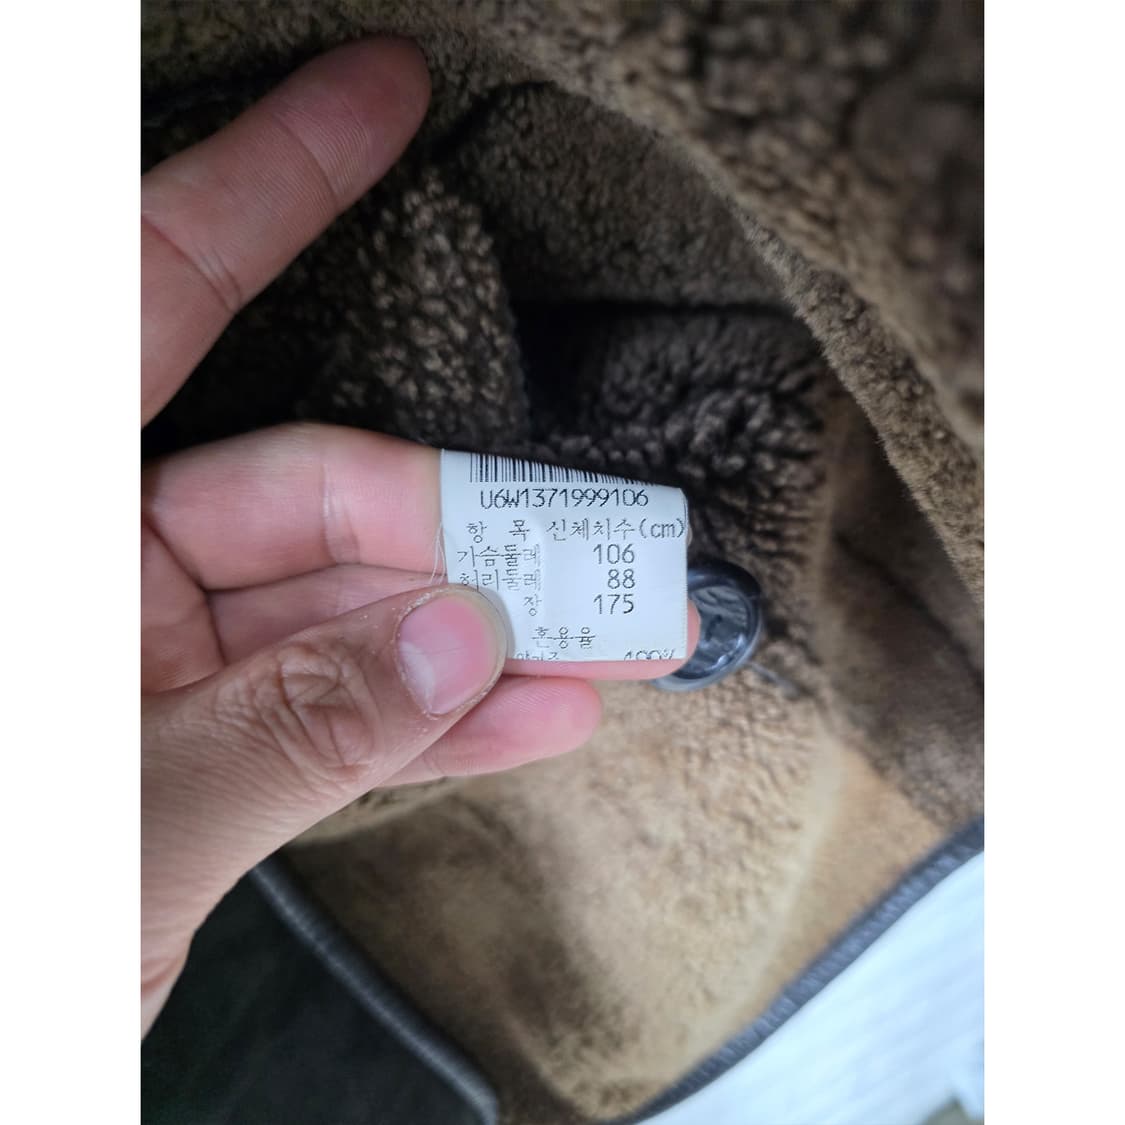 U6W1371999106
항 목 신체치수(cm)
가슴둘레 106
허리둘레 88
장 175
혼용율
100%